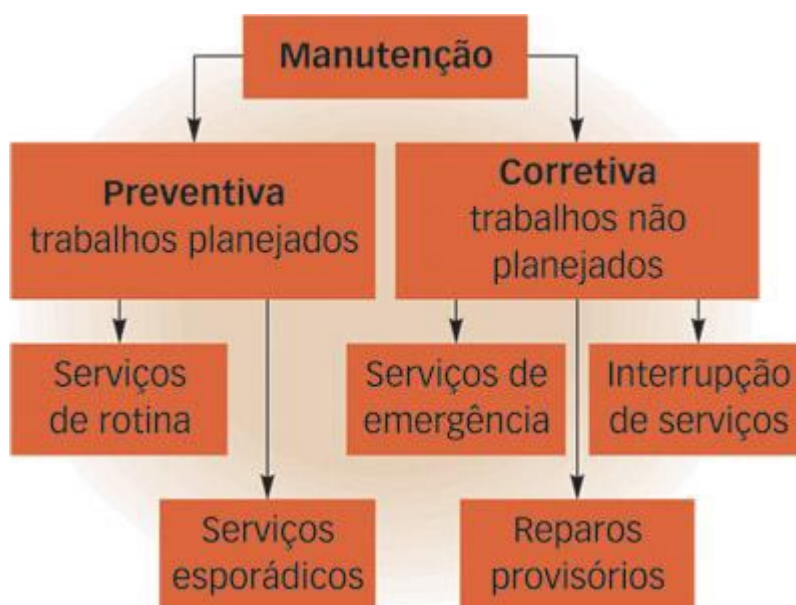 Manutenção
Preventiva
trabalhos planejados
Corretiva
trabalhos não
planejados
Serviços
de rotina
Serviços de
emergência
Interrupção
de serviços
Serviços
esporádicos
Reparos
provisórios